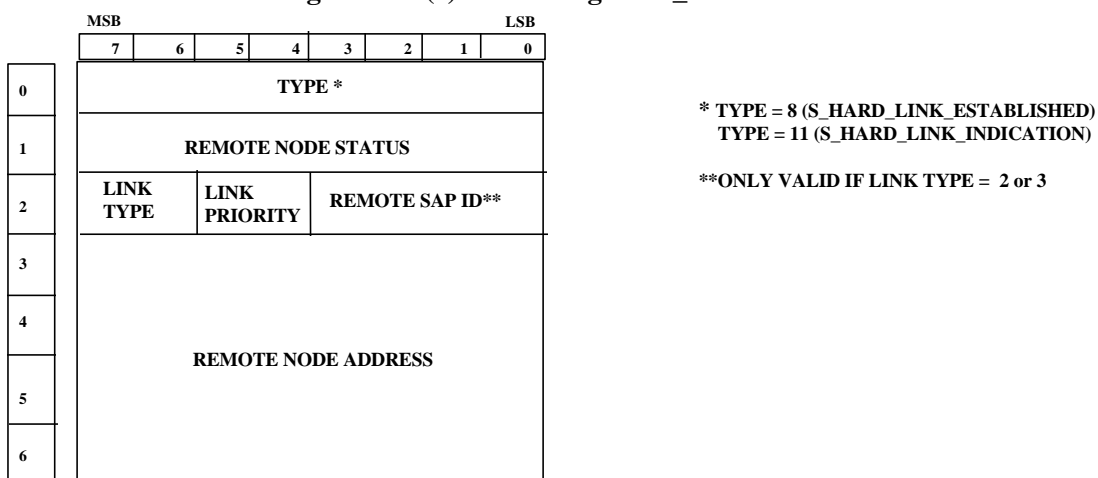 MSB LSB
7 6 5 4 3 2 1 0
0 TYPE *
* TYPE = 8 (S_HARD_LINK_ESTABLISHED)
TYPE = 11 (S_HARD_LINK_INDICATION)
1 REMOTE NODE STATUS
**ONLY VALID IF LINK TYPE = 2 or 3
2 LINK TYPE LINK PRIORITY REMOTE SAP ID**
3
4
REMOTE NODE ADDRESS
5
6